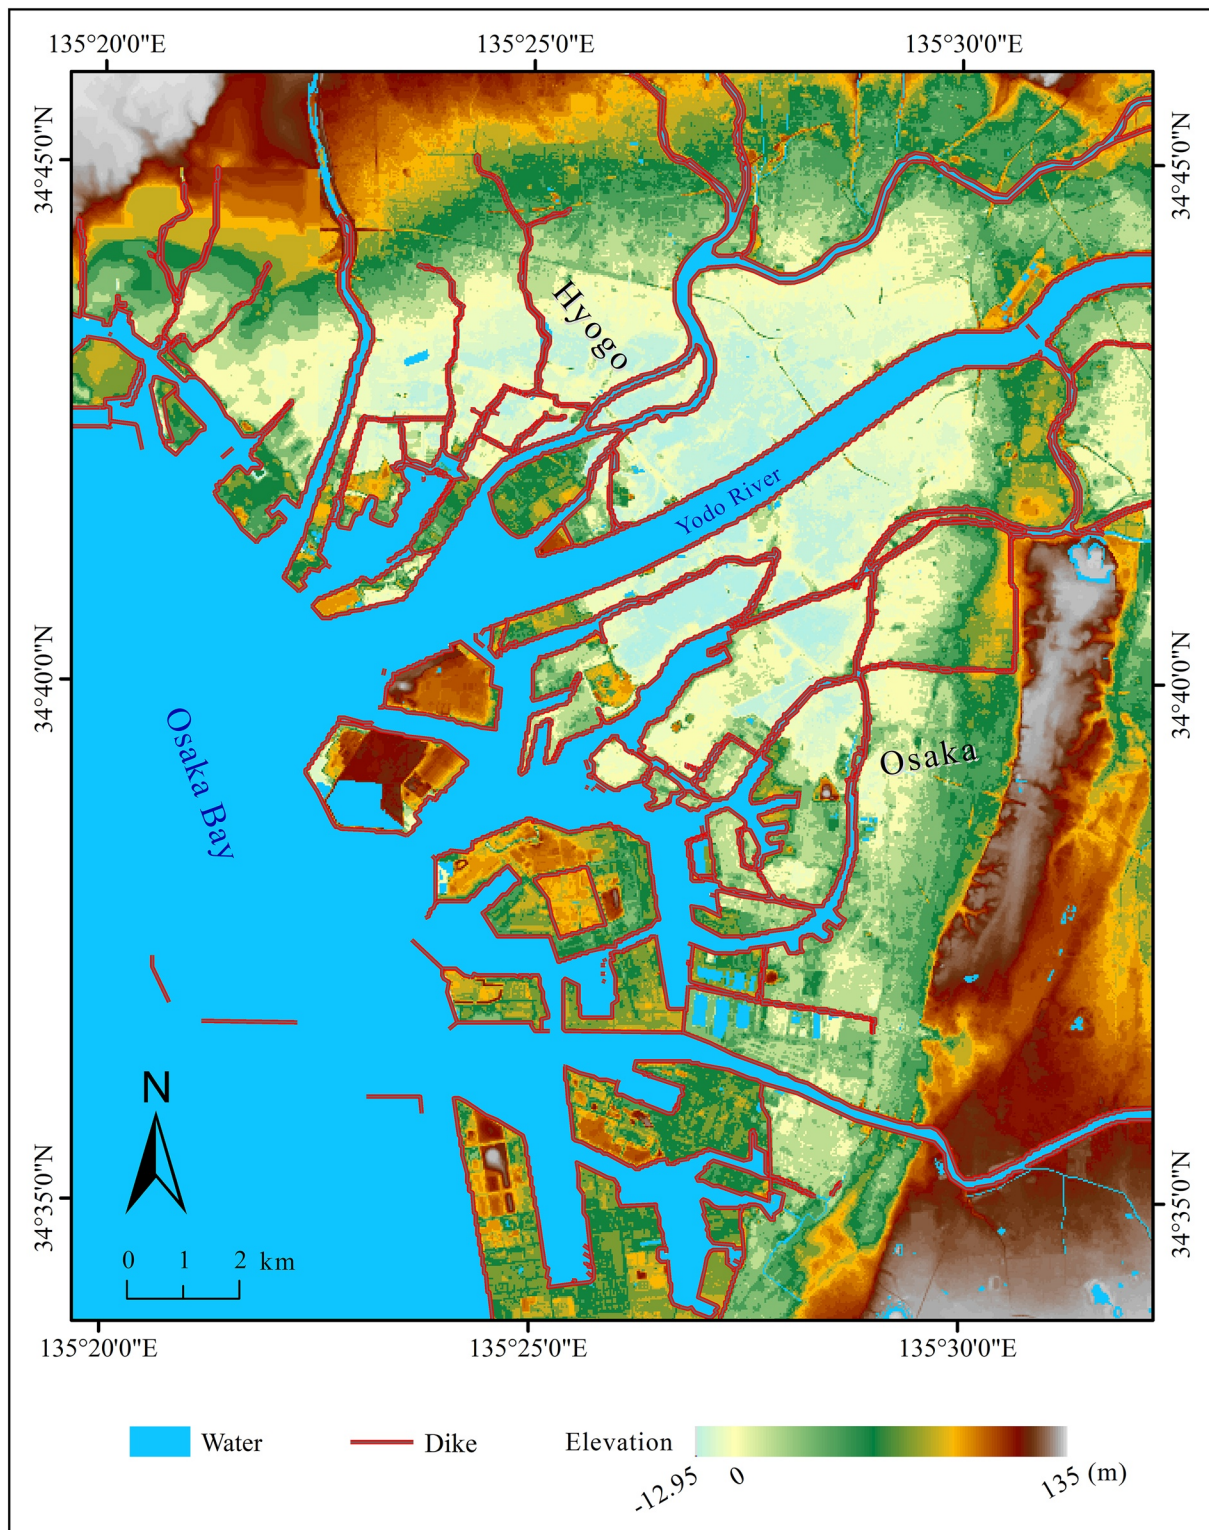 135°20'0"E 135°25'0"E 135°30'0"E
34°45'0"N 34°45'0"N
Hyogo
Yodo River
34°40'0"N 34°40'0"N
Osaka Bay
Osaka
N
34°35'0"N 34°35'0"N
0 1 2 km
135°20'0"E 135°25'0"E 135°30'0"E
Water Dike Elevation
-12.95 0 135 (m)